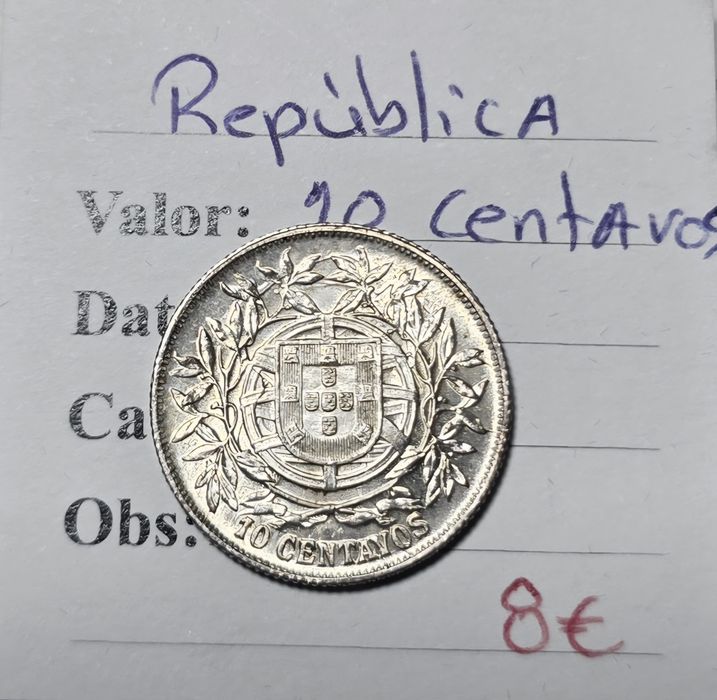 República
Valor: 10 centavos
Dat
Ca
Obs:
10 CENTAVOS
8€